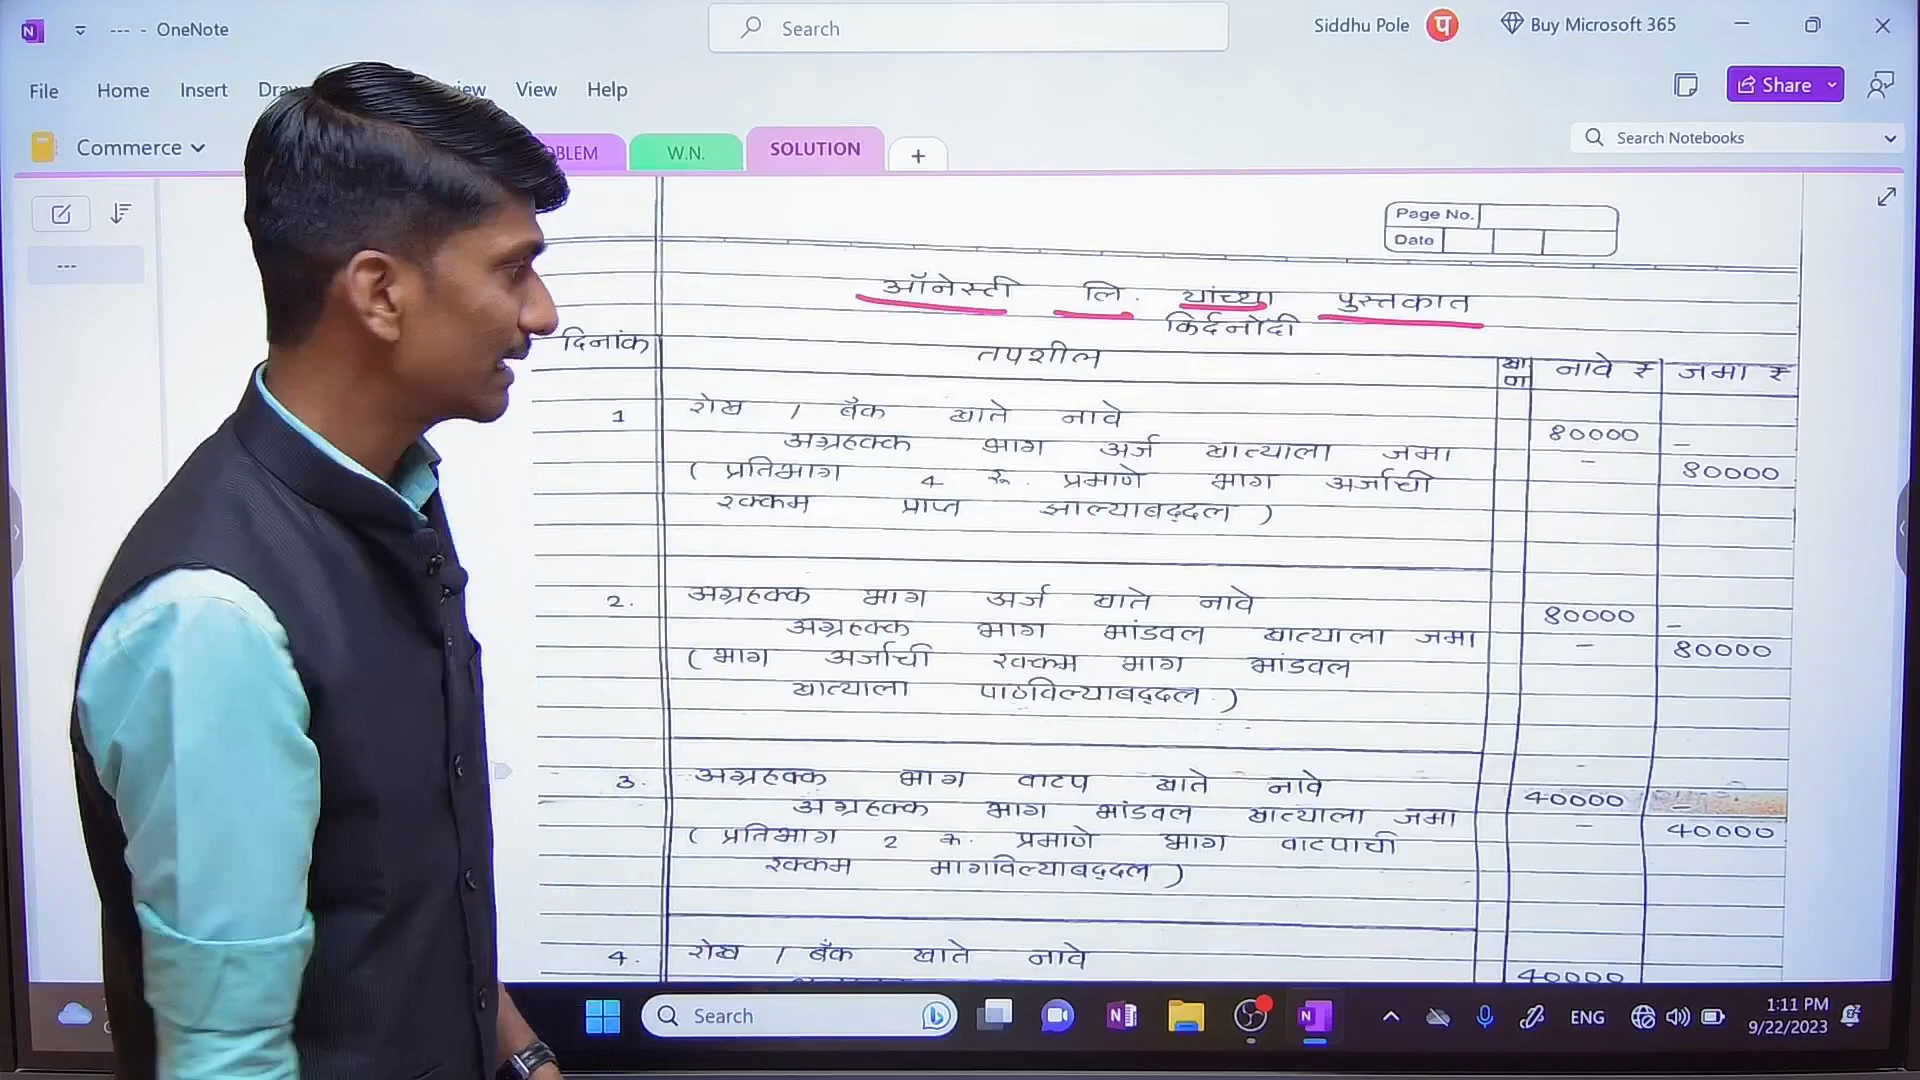 --- - OneNote
Search
Siddhu Pole
प
Buy Microsoft 365
File Home Insert View Help
Share
Commerce
W.N.
SOLUTION
+
Search Notebooks
---
Page No.
Date
ऑनेस्टी लि. यांच्या पुस्तकात
किर्दनोंदी
दिनांक तपशील खा पा नावे ₹ जमा ₹
1 रोख / बँक खाते नावे 80000 –
अग्रहक्क भाग अर्ज खात्याला जमा – 80000
( प्रतिभाग 4 रू. प्रमाणे भाग अर्जाची
रक्कम प्राप्त झाल्याबद्दल )
2. अग्रहक्क भाग अर्ज खाते नावे 80000 –
अग्रहक्क भाग भांडवल खात्याला जमा – 80000
( भाग अर्जाची रक्कम भाग भांडवल
खात्याला पाठविल्याबद्दल. )
3. अग्रहक्क भाग वाटप खाते नावे 40000 –
अग्रहक्क भाग भांडवल खात्याला जमा – 40000
( प्रतिभाग 2 रू. प्रमाणे भाग वाटपाची
रक्कम मागविल्याबद्दल )
4. रोख / बँक खाते नावे 40000
Search
ENG
1:11 PM
9/22/2023